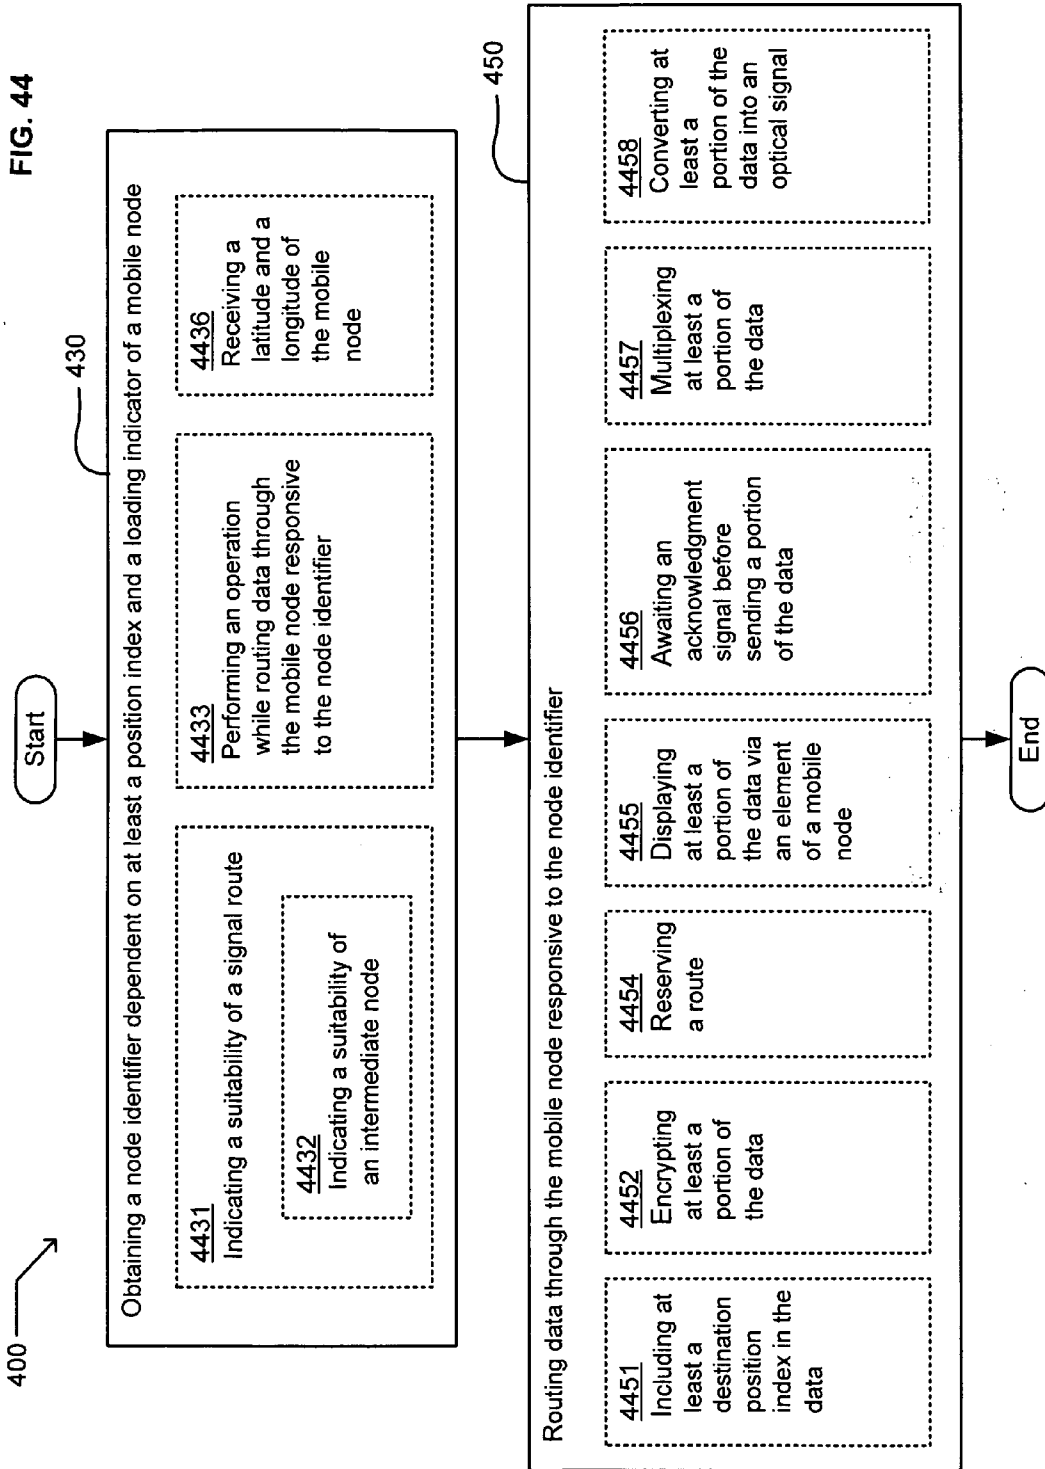 FIG. 44
400
Start
430
Obtaining a node identifier dependent on at least a position index and a loading indicator of a mobile node
4431
Indicating a suitability of a signal route
4432
Indicating a suitability of
an intermediate node
4433
Performing an operation
while routing data through
the mobile node responsive
to the node identifier
4436
Receiving a
latitude and a
longitude of
the mobile
node
450
Routing data through the mobile node responsive to the node identifier
4451
Including at
least a
destination
position
index in the
data
4452
Encrypting
at least a
portion of
the data
4454
Reserving
a route
4455
Displaying
at least a
portion of
the data via
an element
of a mobile
node
4456
Awaiting an
acknowledgment
signal before
sending a portion
of the data
4457
Multiplexing
at least a
portion of
the data
4458
Converting at
least a
portion of the
data into an
optical signal
End